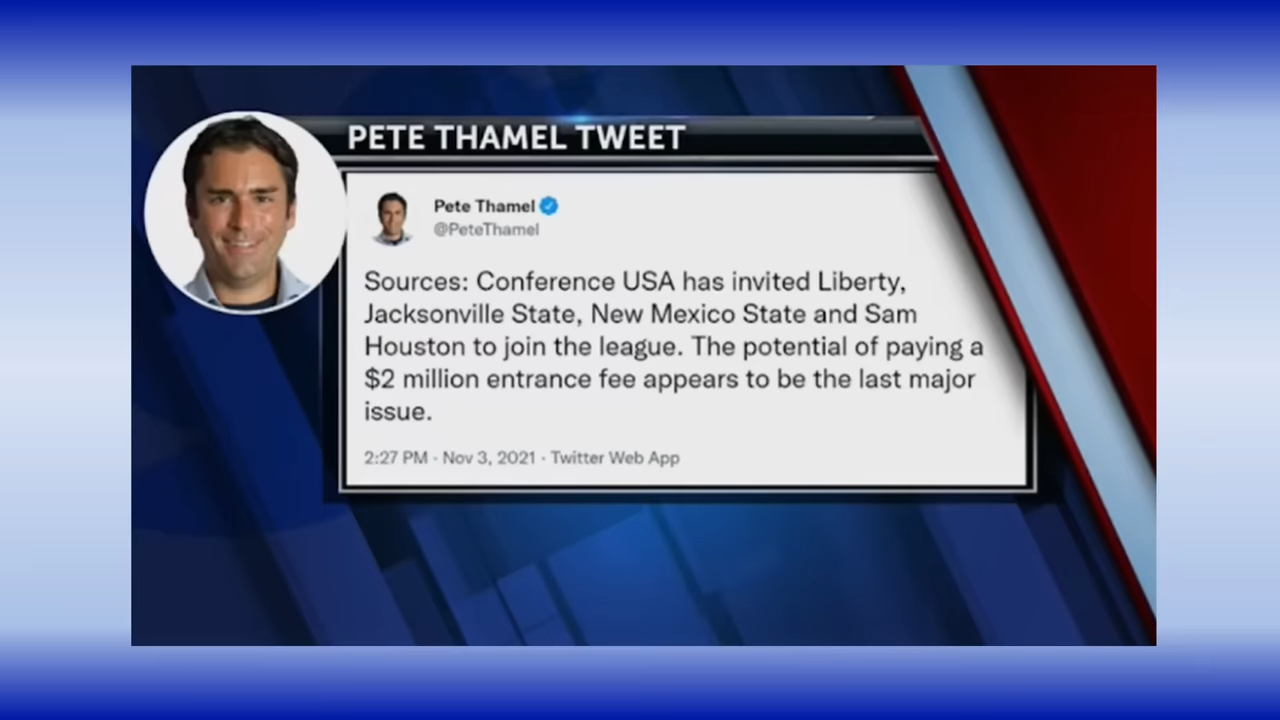 PETE THAMEL TWEET
Pete Thamel
@PeteThamel
Sources: Conference USA has invited Liberty,
Jacksonville State, New Mexico State and Sam
Houston to join the league. The potential of paying a
$2 million entrance fee appears to be the last major
issue.
2:27 PM · Nov 3, 2021 · Twitter Web App